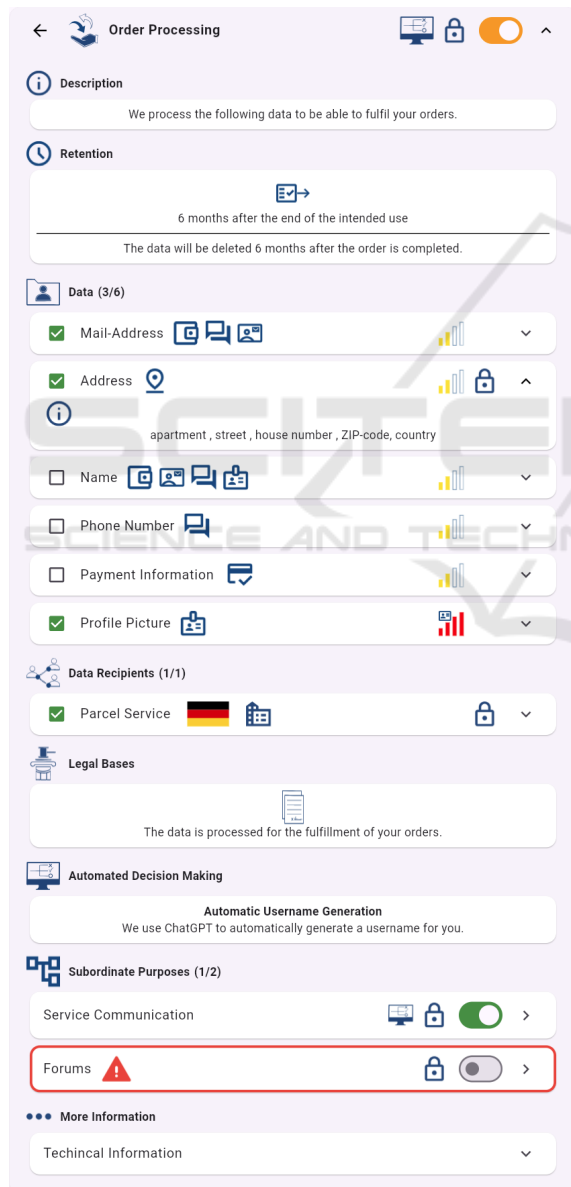 Order Processing
Description
We process the following data to be able to fulfil your orders.
Retention
6 months after the end of the intended use
The data will be deleted 6 months after the order is completed.
Data (3/6)
Mail-Address
Address
apartment , street , house number , ZIP-code, country
Name
Phone Number
Payment Information
Profile Picture
Data Recipients (1/1)
Parcel Service
Legal Bases
The data is processed for the fulfillment of your orders.
Automated Decision Making
Automatic Username Generation
We use ChatGPT to automatically generate a username for you.
Subordinate Purposes (1/2)
Service Communication
Forums
More Information
Techincal Information
SCITE
SCIENCE AND TECHN